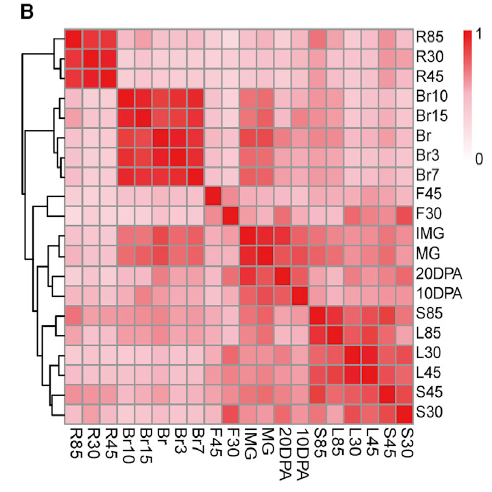 B
R85
R30
R45
Br10
Br15
Br
Br3
Br7
F45
F30
IMG
MG
20DPA
10DPA
S85
L85
L30
L45
S45
S30
1
0
R85 R30 R45 Br10 Br15 Br Br3 Br7 F45 F30 IMG MG 20DPA 10DPA S85 L85 L30 L45 S45 S30